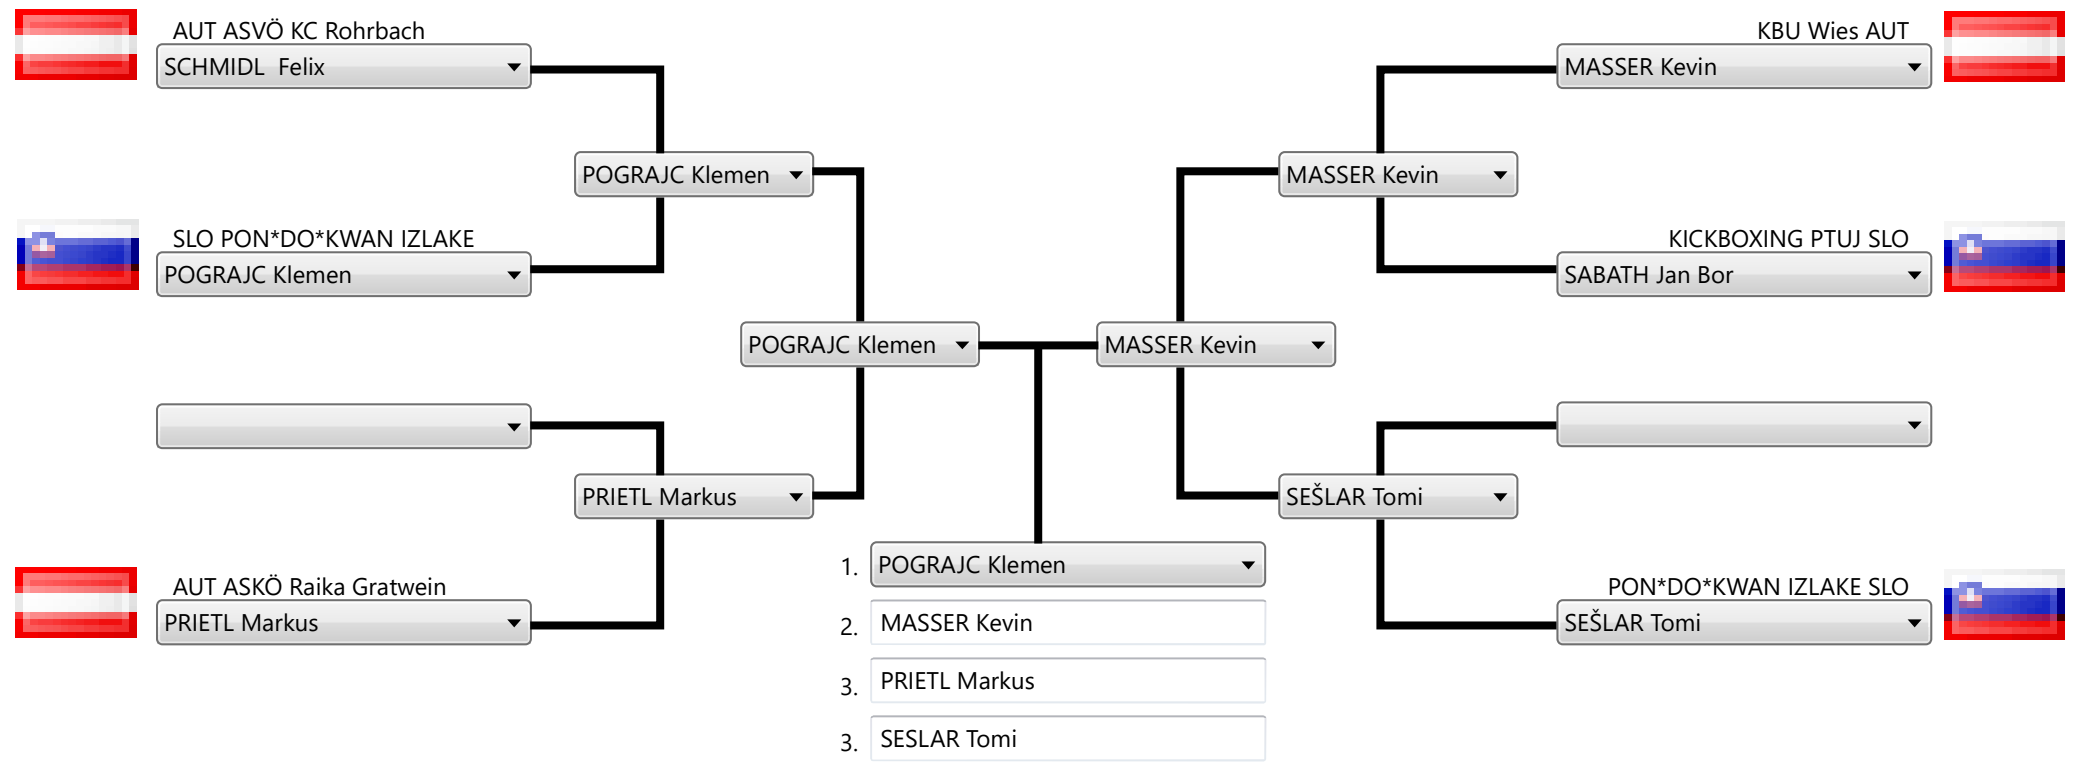 AUT ASVÖ KC Rohrbach
SCHMIDL  Felix
KBU Wies AUT
MASSER Kevin
POGRAJC Klemen
MASSER Kevin
SLO PON*DO*KWAN IZLAKE
POGRAJC Klemen
KICKBOXING PTUJ SLO
SABATH Jan Bor
POGRAJC Klemen
MASSER Kevin
PRIETL Markus
SEŠLAR Tomi
AUT ASKÖ Raika Gratwein
PRIETL Markus
PON*DO*KWAN IZLAKE SLO
SEŠLAR Tomi
1. POGRAJC Klemen
2. MASSER Kevin
3. PRIETL Markus
3. SESLAR Tomi